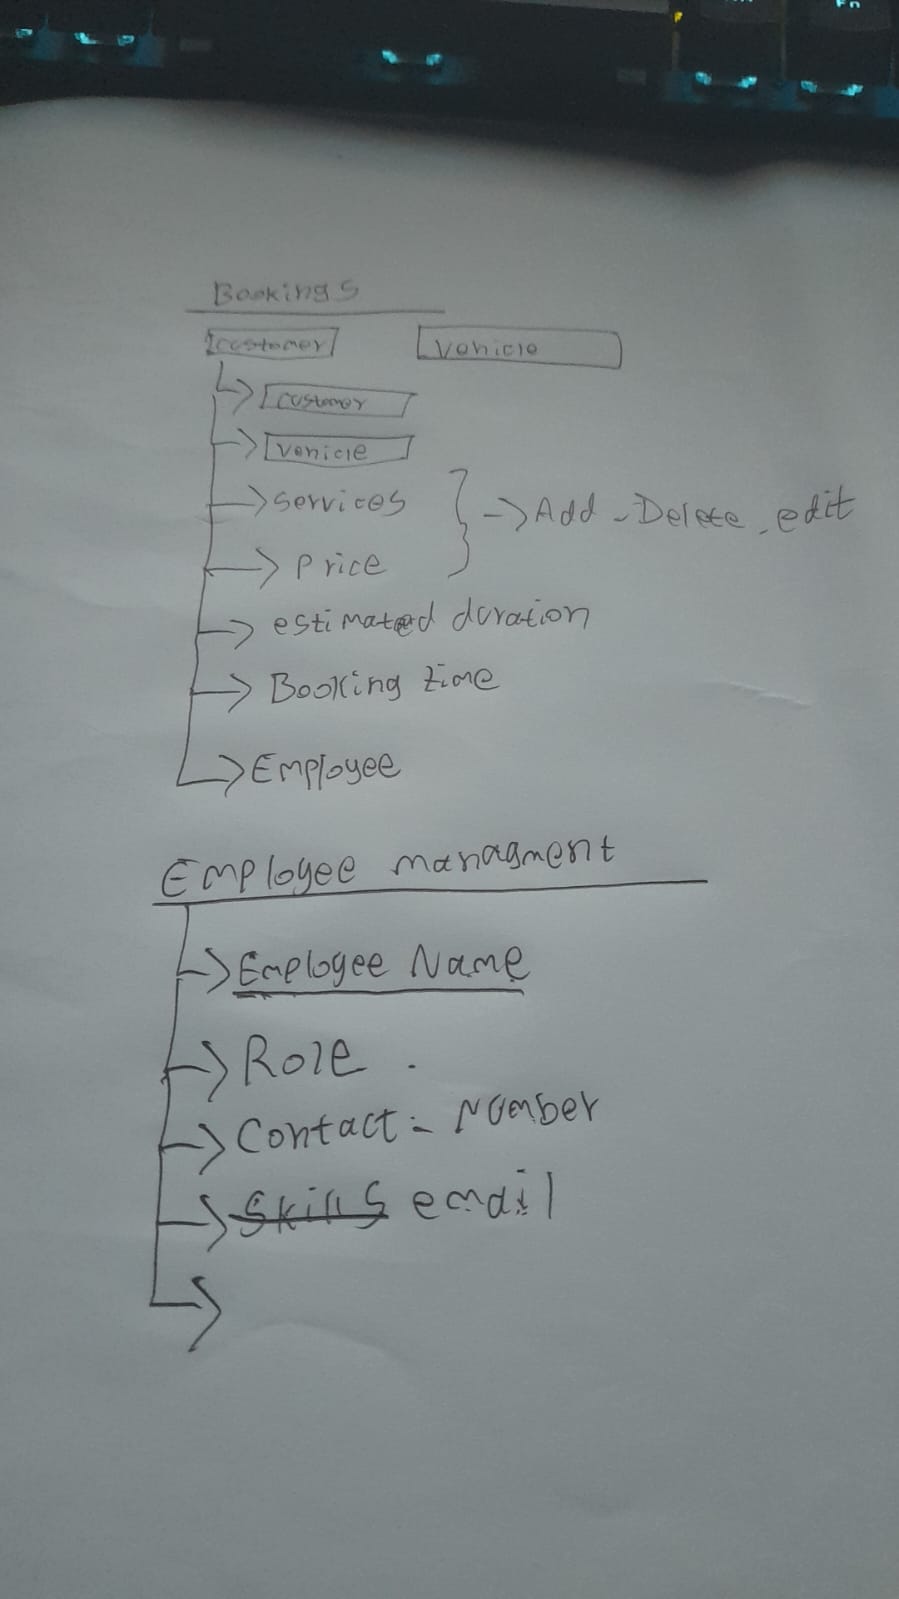 Fn
Bookings
customer vehicle
customer
vehicle
services
price
Add - Delete - edit
estimated duration
Booking time
Employee
Employee managment
Employee Name
Role .
Contact - Number
Skills email